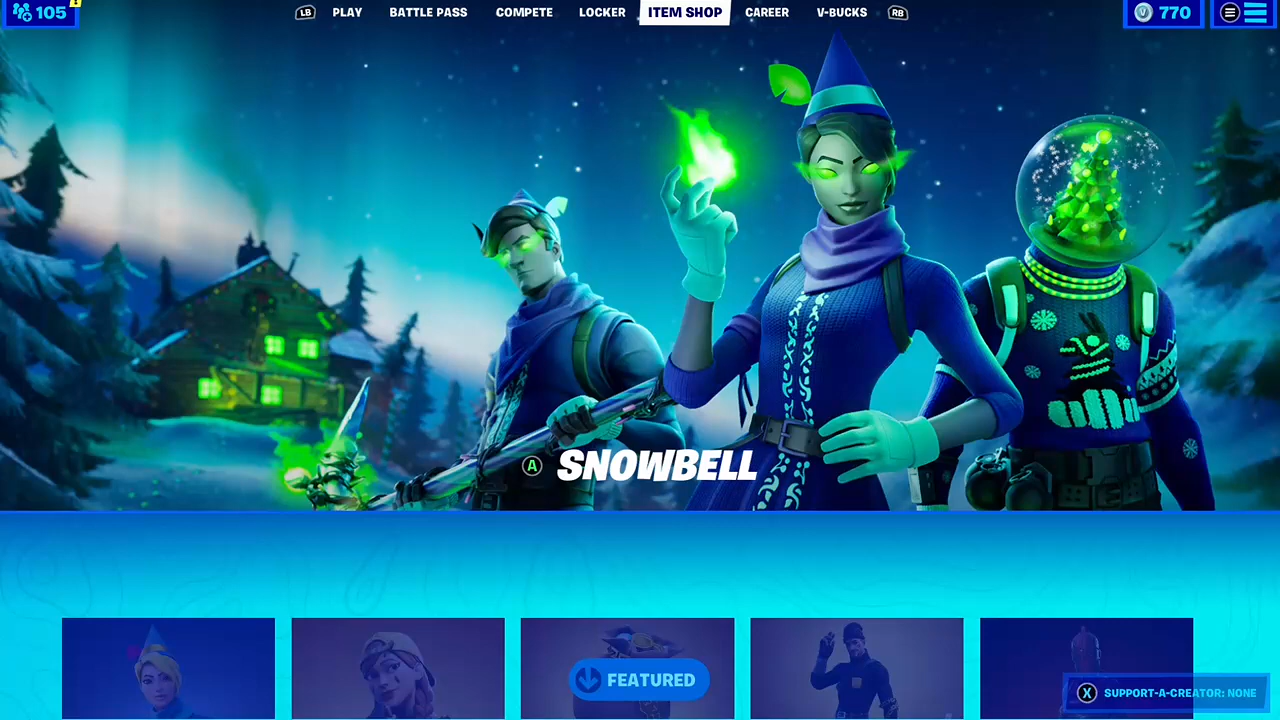 105
LB
PLAY
BATTLE PASS
COMPETE
LOCKER
ITEM SHOP
CAREER
V-BUCKS
RB
V
770
A
SNOWBELL
FEATURED
X
SUPPORT-A-CREATOR: NONE